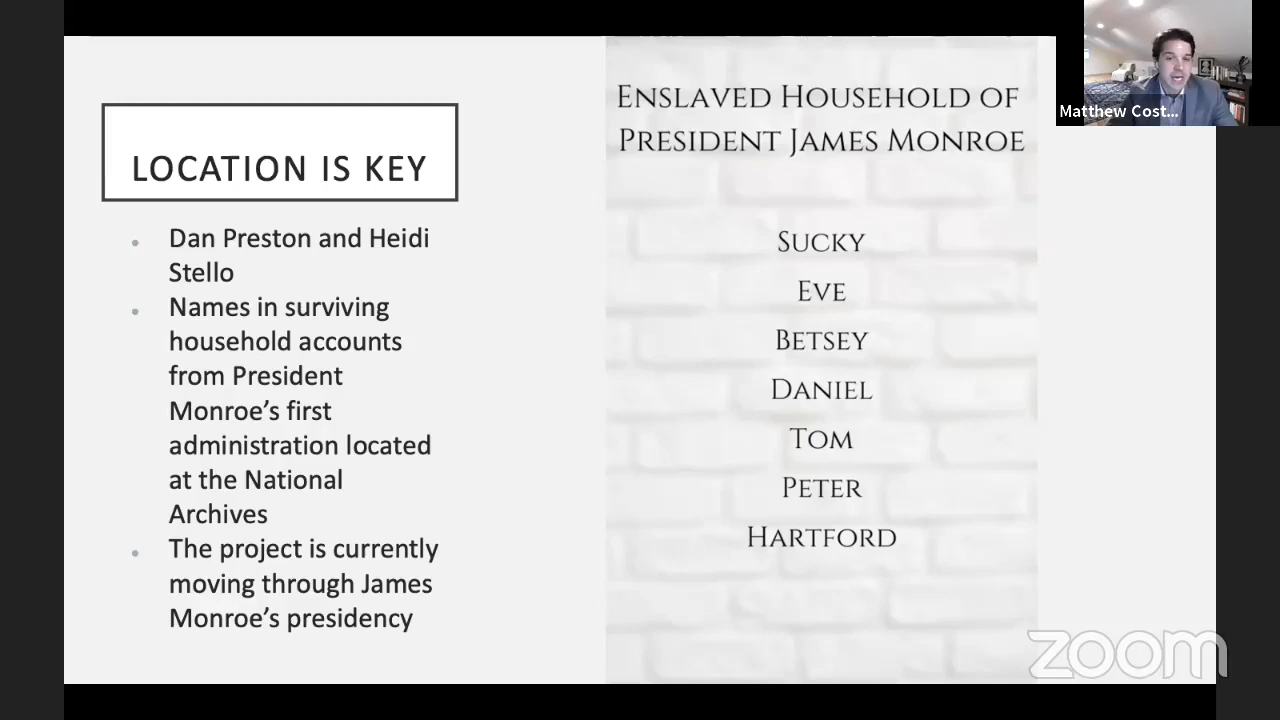 LOCATION IS KEY
Dan Preston and Heidi
Stello
Names in surviving
household accounts
from President
Monroe's first
administration located
at the National
Archives
The project is currently
moving through James
Monroe's presidency
ENSLAVED HOUSEHOLD OF
PRESIDENT JAMES MONROE
SUCKY
EVE
BETSEY
DANIEL
TOM
PETER
HARTFORD
Matthew Cost...
zoom